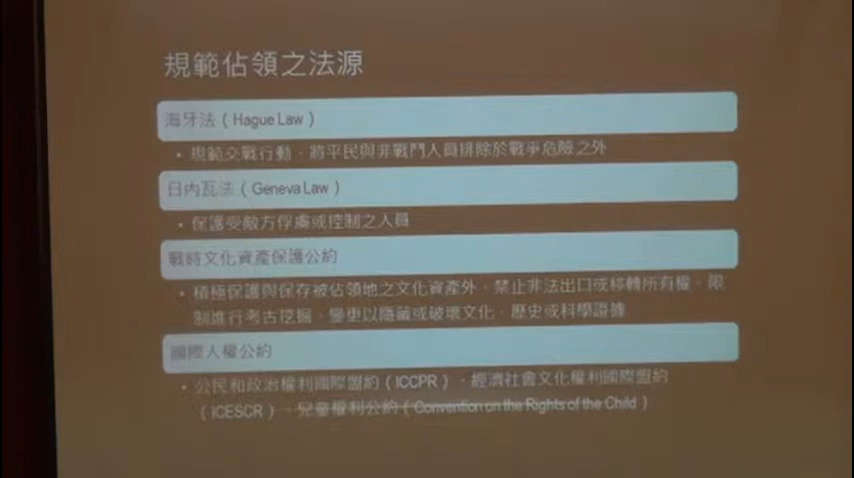 規範佔領之法源
海牙法（Hague Law）
• 規範交戰行動，將平民與非戰鬥人員排除於戰爭危險之外
日內瓦法（Geneva Law）
• 保護受敵方俘虜或控制之人員
戰時文化資產保護公約
• 積極保護與保存被佔領地之文化資產外，禁止非法出口或移轉所有權，限
制進行考古挖掘，變更以隱藏或破壞文化、歷史或科學證據
國際人權公約
• 公民和政治權利國際盟約（ICCPR）、經濟社會文化權利國際盟約
（ICESCR）、兒童權利公約（Convention on the Rights of the Child）